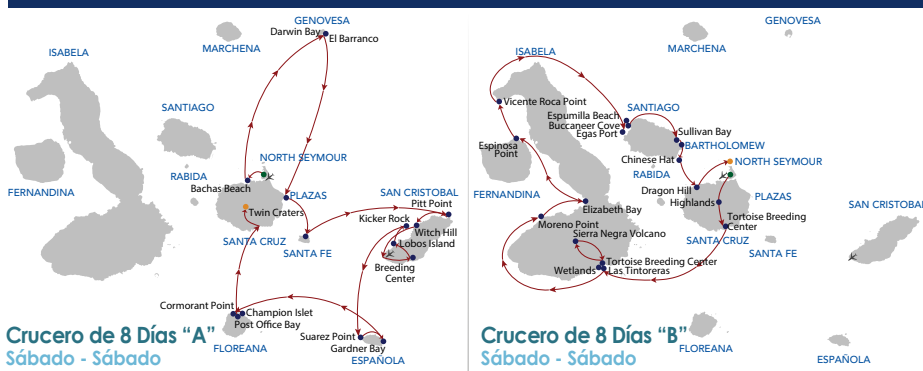 GENOVESA
Darwin Bay
El Barranco
MARCHENA
ISABELA
SANTIAGO
NORTH SEYMOUR
RABIDA
Bachas Beach
FERNANDINA
PLAZAS
SAN CRISTOBAL
Pitt Point
Twin Craters
Kicker Rock
Witch Hill
Lobos Island
SANTA CRUZ
SANTA FE
Breeding
Center
Cormorant Point
Champion Islet
Post Office Bay
Suarez Point
Gardner Bay
FLOREANA
ESPAÑOLA
Crucero de 8 Días “A”
Sábado - Sábado
GENOVESA
MARCHENA
ISABELA
Vicente Roca Point
SANTIAGO
Espumilla Beach
Buccaneer Cove
Egas Port
Sullivan Bay
BARTHOLOMEW
Espinosa
Point
Chinese Hat
NORTH SEYMOUR
RABIDA
FERNANDINA
Dragon Hill
PLAZAS
Highlands
Elizabeth Bay
SAN CRISTOBAL
Moreno Point
Tortoise Breeding
Center
Sierra Negra Volcano
SANTA CRUZ
SANTA FE
Tortoise Breeding Center
Wetlands
Las Tintoreras
FLOREANA
ESPAÑOLA
Crucero de 8 Días “B”
Sábado - Sábado